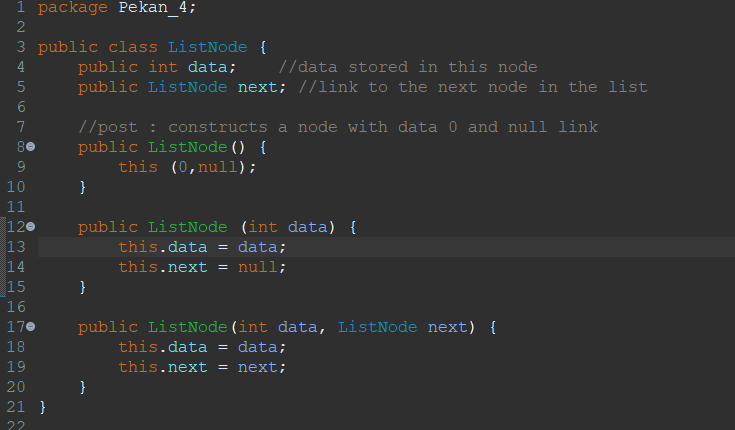 1 package Pekan_4;
2
3 public class ListNode {
4     public int data;    //data stored in this node
5     public ListNode next; //link to the next node in the list
6
7     //post : constructs a node with data 0 and null link
8     public ListNode() {
9         this (0,null);
10     }
11
12     public ListNode (int data) {
13         this.data = data;
14         this.next = null;
15     }
16
17     public ListNode(int data, ListNode next) {
18         this.data = data;
19         this.next = next;
20     }
21 }
22